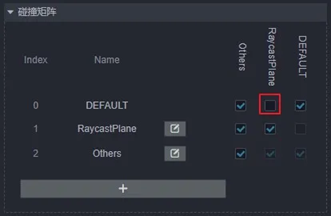 碰撞矩阵
Index Name Others RaycastPlane DEFAULT
0 DEFAULT
1 RaycastPlane
2 Others
+